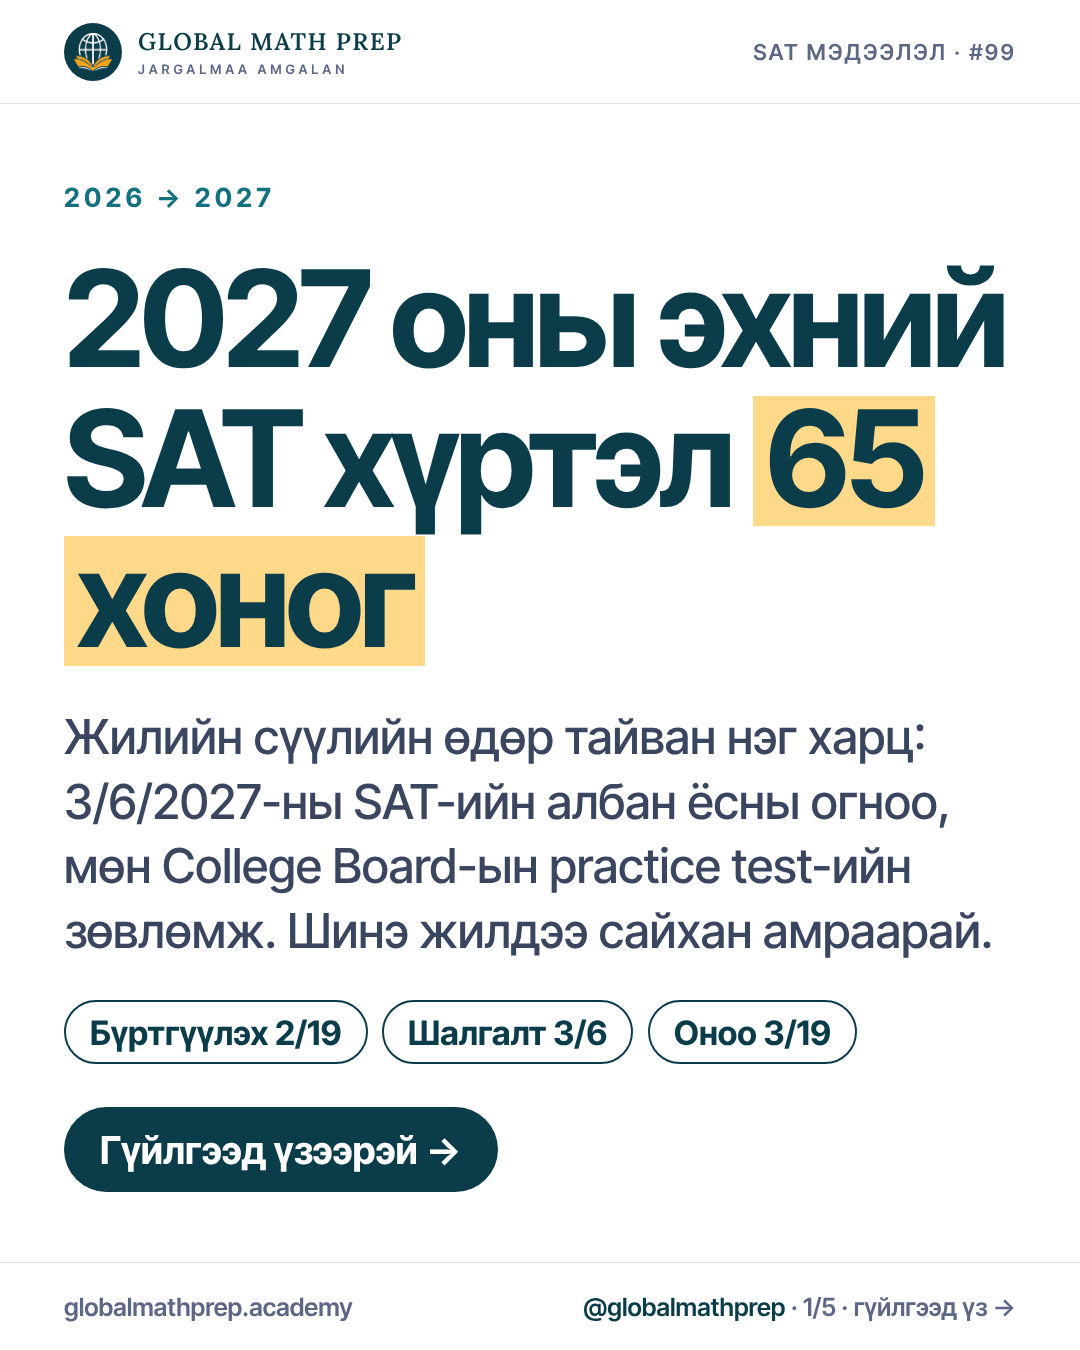 GLOBAL MATH PREP
JARGALMAA AMGALAN
SAT МЭДЭЭЛЭЛ · #99
2026 → 2027
2027 оны эхний
SAT хүртэл 65
хоног
Жилийн сүүлийн өдөр тайван нэг харц:
3/6/2027-ны SAT-ийн албан ёсны огноо,
мөн College Board-ын practice test-ийн
зөвлөмж. Шинэ жилдээ сайхан амраарай.
Бүртгүүлэх 2/19
Шалгалт 3/6
Оноо 3/19
Гүйлгээд үзээрэй →
globalmathprep.academy
@globalmathprep · 1/5 · гүйлгээд үз →